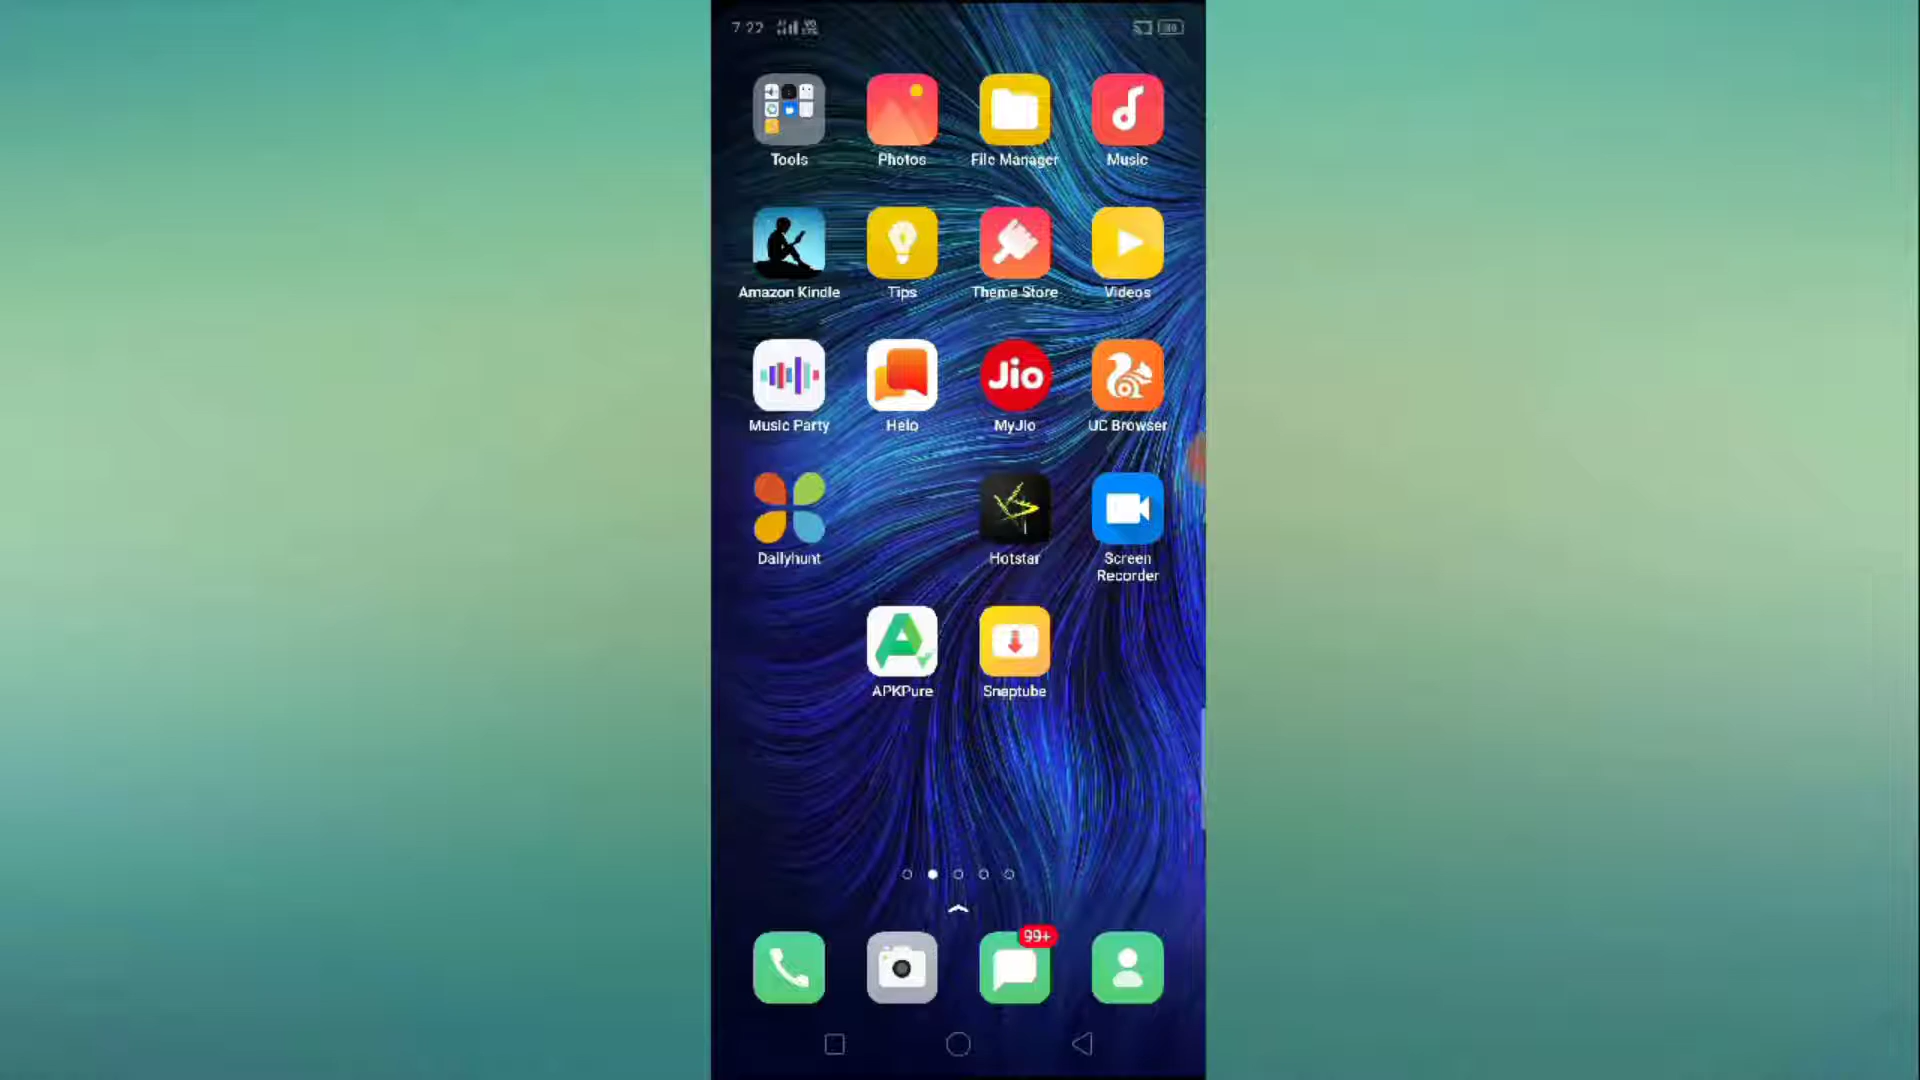 7:22
Tools Photos File Manager Music
Amazon Kindle Tips Theme Store Videos
Jio
Music Party Helo MyJio UC Browser
Dailyhunt Hotstar Screen Recorder
APKPure Snaptube
99+